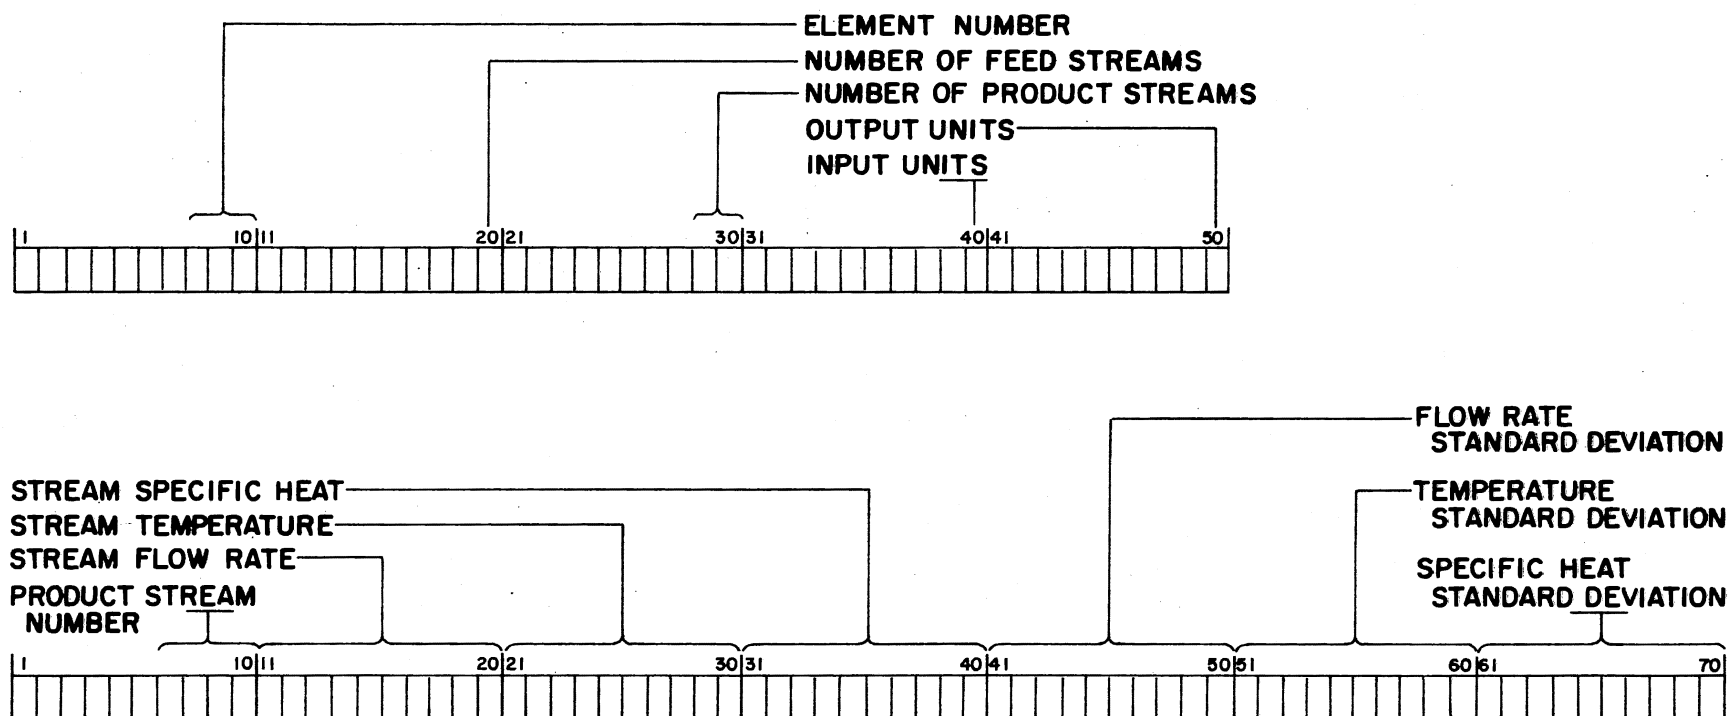 ELEMENT NUMBER
NUMBER OF FEED STREAMS
NUMBER OF PRODUCT STREAMS
OUTPUT UNITS
INPUT UNITS
1 10 11 20 21 30 31 40 41 50
FLOW RATE
STANDARD DEVIATION
STREAM SPECIFIC HEAT
TEMPERATURE
STANDARD DEVIATION
STREAM TEMPERATURE
STREAM FLOW RATE
SPECIFIC HEAT
STANDARD DEVIATION
PRODUCT STREAM
NUMBER
1 10 11 20 21 30 31 40 41 50 51 60 61 70